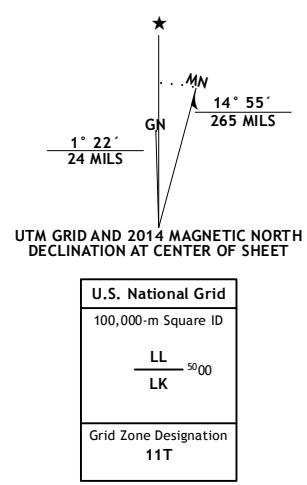 ★
MN
GN
14° 55´
265 MILS
1° 22´
24 MILS
UTM GRID AND 2014 MAGNETIC NORTH
DECLINATION AT CENTER OF SHEET
U.S. National Grid
100,000-m Square ID
LL
⁵⁰00
LK
Grid Zone Designation
11T